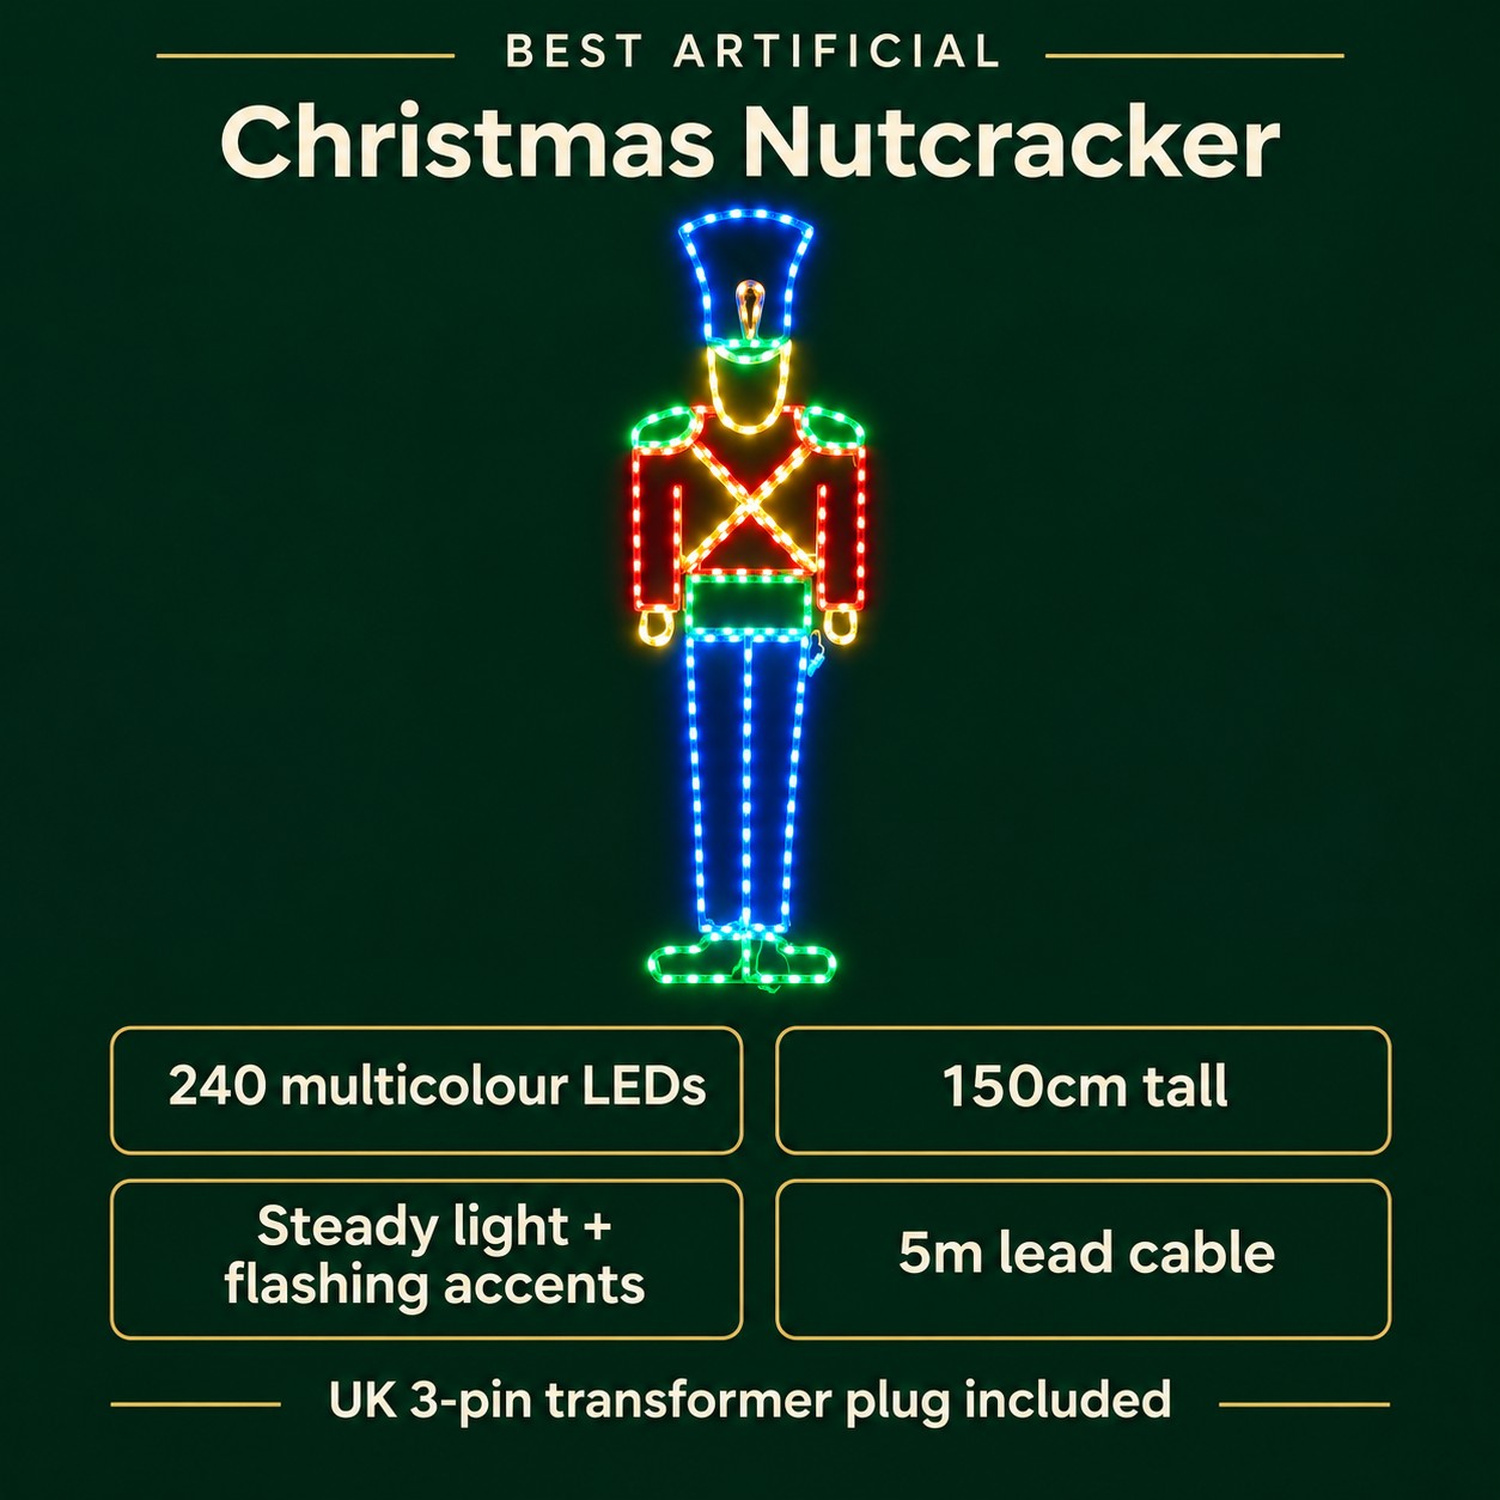 BEST ARTIFICIAL
Christmas Nutcracker
240 multicolour LEDs
150cm tall
Steady light +
flashing accents
5m lead cable
UK 3-pin transformer plug included